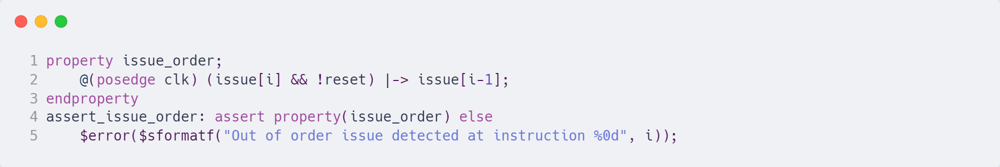 1 property issue_order;
2     @(posedge clk) (issue[i] && !reset) |-> issue[i-1];
3 endproperty
4 assert_issue_order: assert property(issue_order) else
5     $error($sformatf("Out of order issue detected at instruction %0d", i));